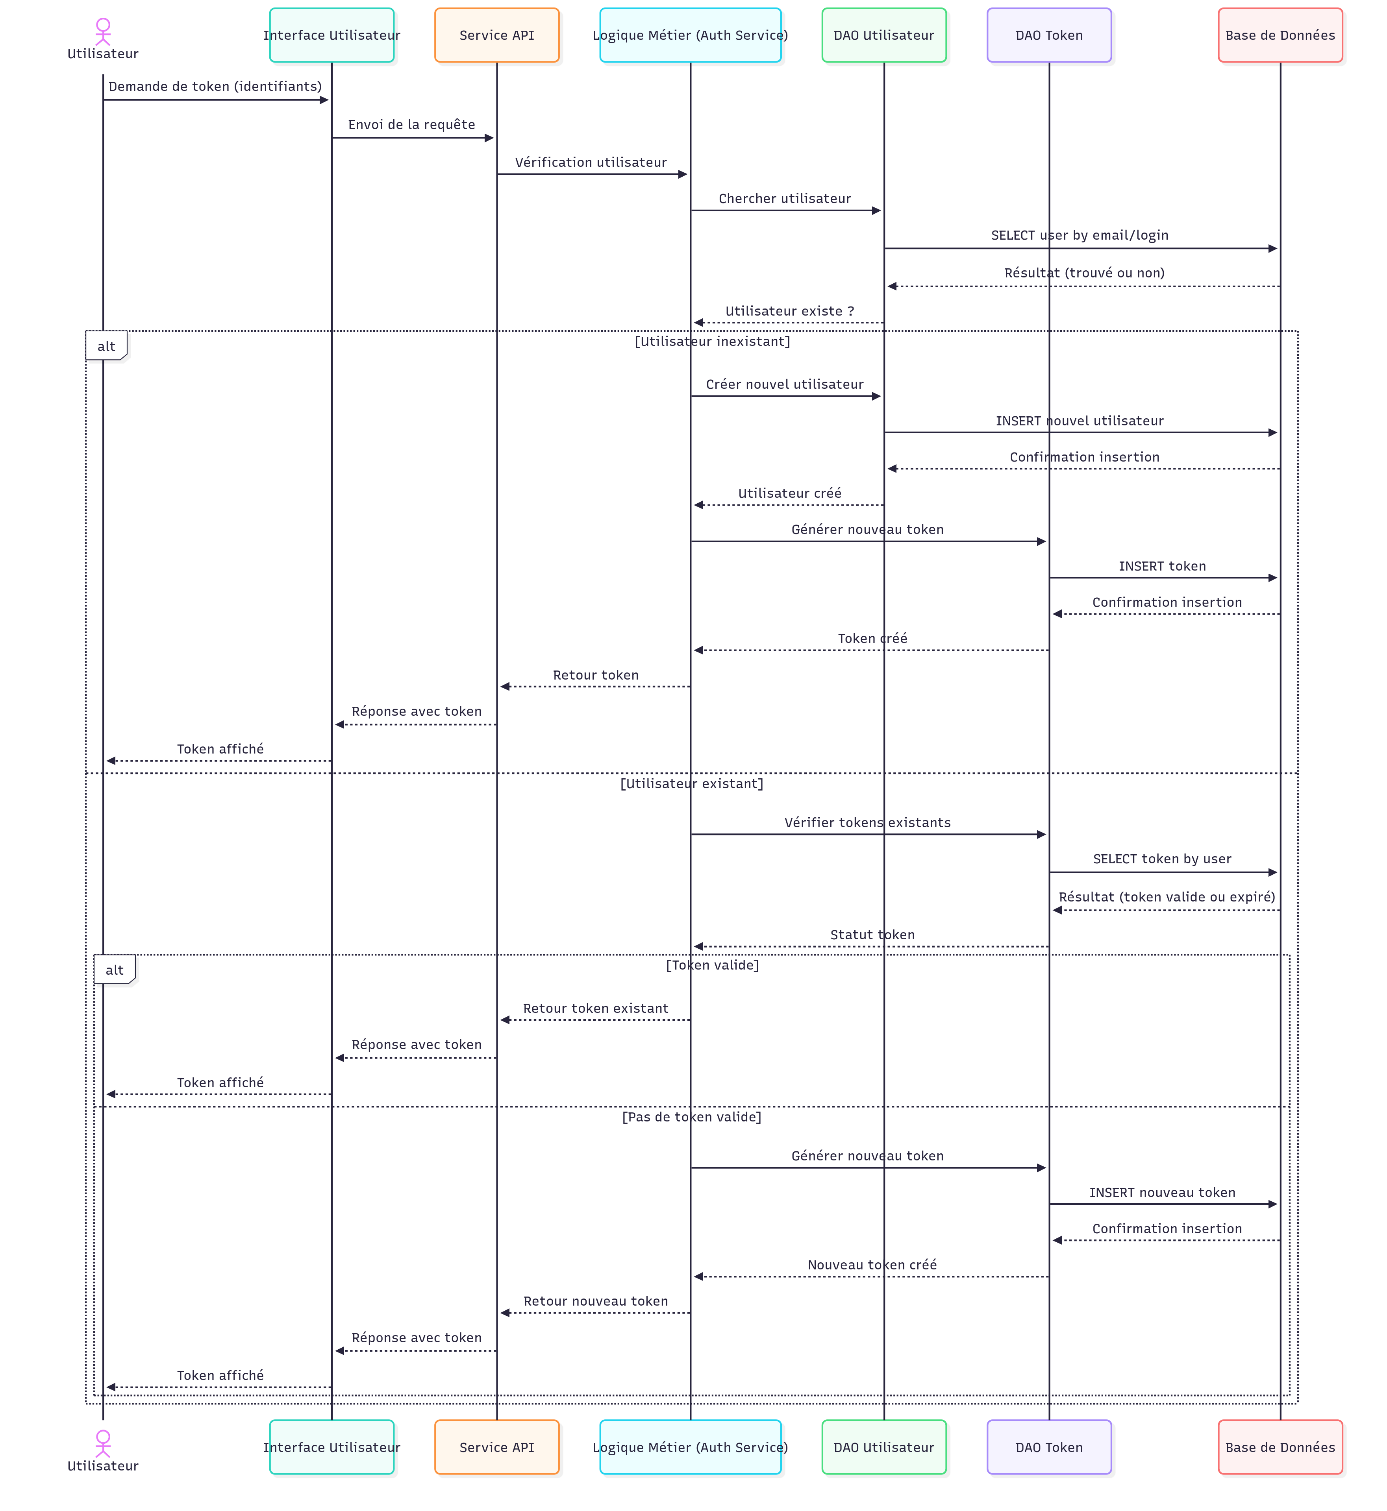 Utilisateur
Interface Utilisateur
Service API
Logique Métier (Auth Service)
DAO Utilisateur
DAO Token
Base de Données
Demande de token (identifiants)
Envoi de la requête
Vérification utilisateur
Chercher utilisateur
SELECT user by email/login
Résultat (trouvé ou non)
Utilisateur existe ?
alt
[Utilisateur inexistant]
Créer nouvel utilisateur
INSERT nouvel utilisateur
Confirmation insertion
Utilisateur créé
Générer nouveau token
INSERT token
Confirmation insertion
Token créé
Retour token
Réponse avec token
Token affiché
[Utilisateur existant]
Vérifier tokens existants
SELECT token by user
Résultat (token valide ou expiré)
Statut token
alt
[Token valide]
Retour token existant
Réponse avec token
Token affiché
[Pas de token valide]
Générer nouveau token
INSERT nouveau token
Confirmation insertion
Nouveau token créé
Retour nouveau token
Réponse avec token
Token affiché
Utilisateur
Interface Utilisateur
Service API
Logique Métier (Auth Service)
DAO Utilisateur
DAO Token
Base de Données